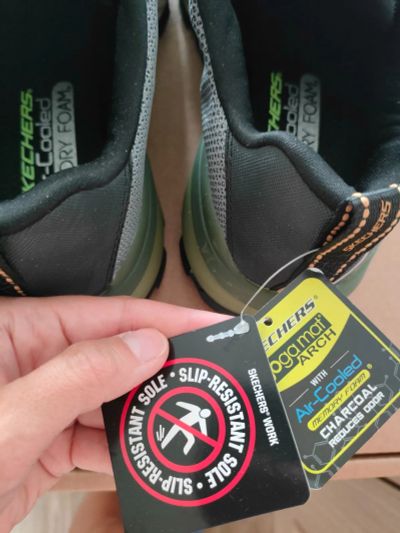 SKECHERS
Air-Cooled
MEMORY FOAM
SKECHERS
Air-Cooled
MEMORY FOAM
SKECHERS
SLIP-RESISTANT SOLE • SLIP-RESISTANT SOLE •
SKECHERS® WORK
SKECHERS
yoga mat
ARCH
WITH
Air-Cooled
MEMORY FOAM
CHARCOAL
REDUCES ODOR